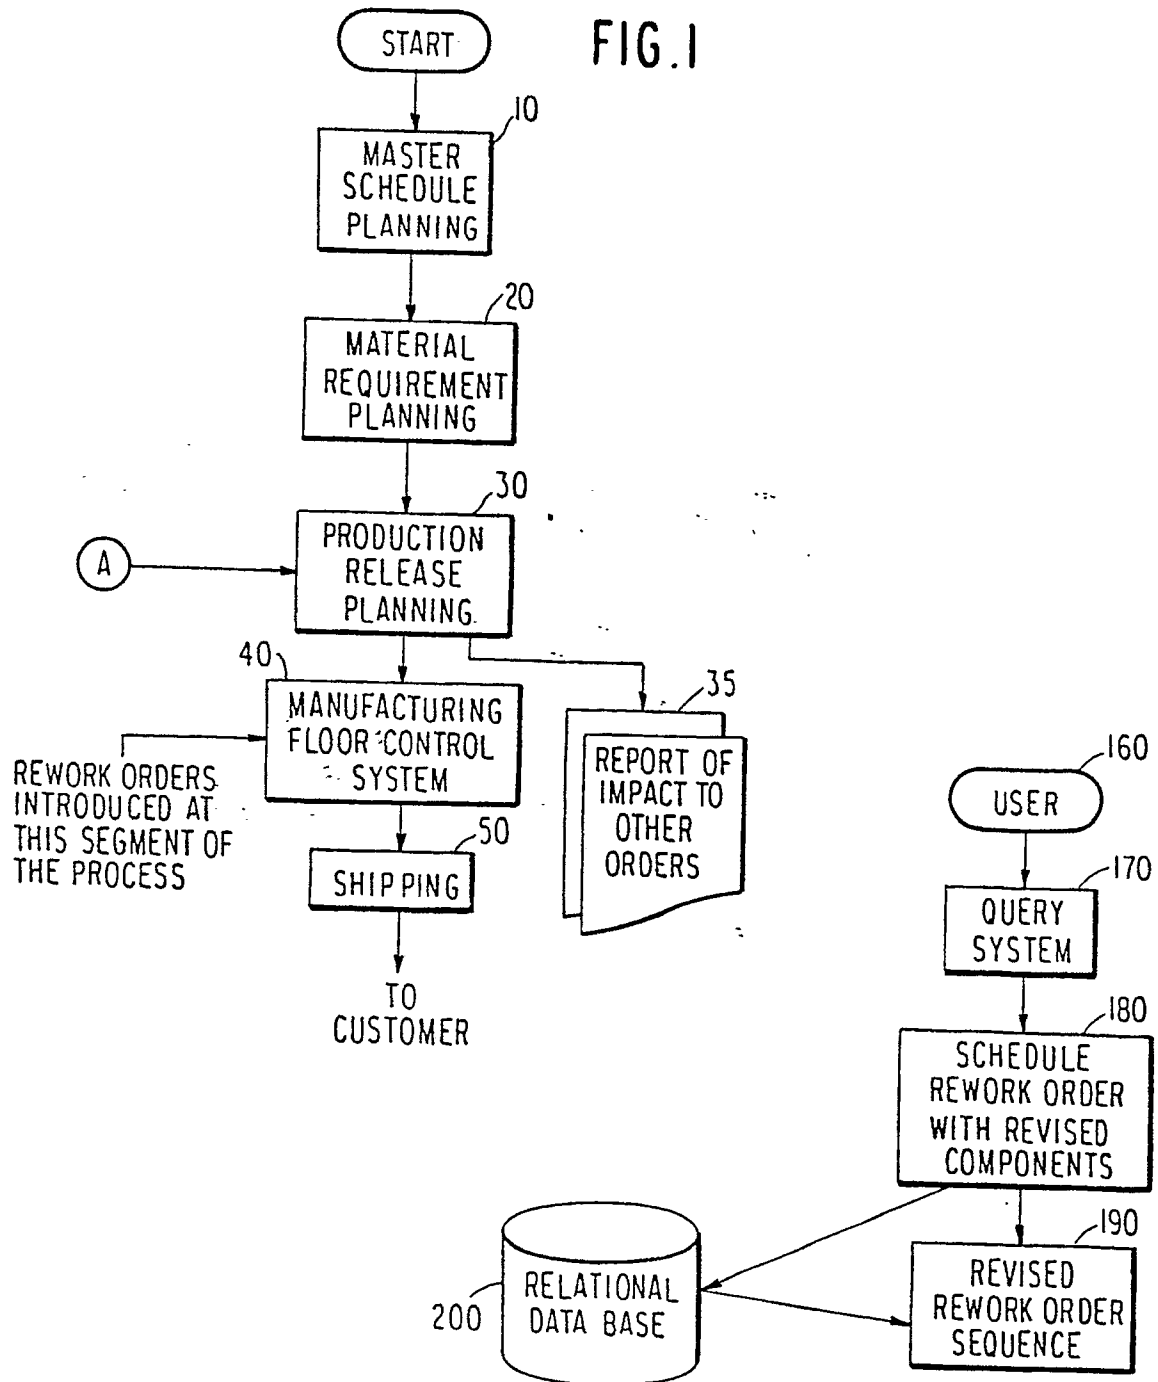 START
FIG.1
10
MASTER
SCHEDULE
PLANNING
20
MATERIAL
REQUIREMENT
PLANNING
30
A
PRODUCTION
RELEASE
PLANNING
40
MANUFACTURING
FLOOR CONTROL
SYSTEM
REWORK ORDERS
INTRODUCED AT
THIS SEGMENT OF
THE PROCESS
35
REPORT OF
IMPACT TO
OTHER
ORDERS
50
SHIPPING
TO
CUSTOMER
160
USER
170
QUERY
SYSTEM
180
SCHEDULE
REWORK ORDER
WITH REVISED
COMPONENTS
190
REVISED
REWORK ORDER
SEQUENCE
200
RELATIONAL
DATA BASE